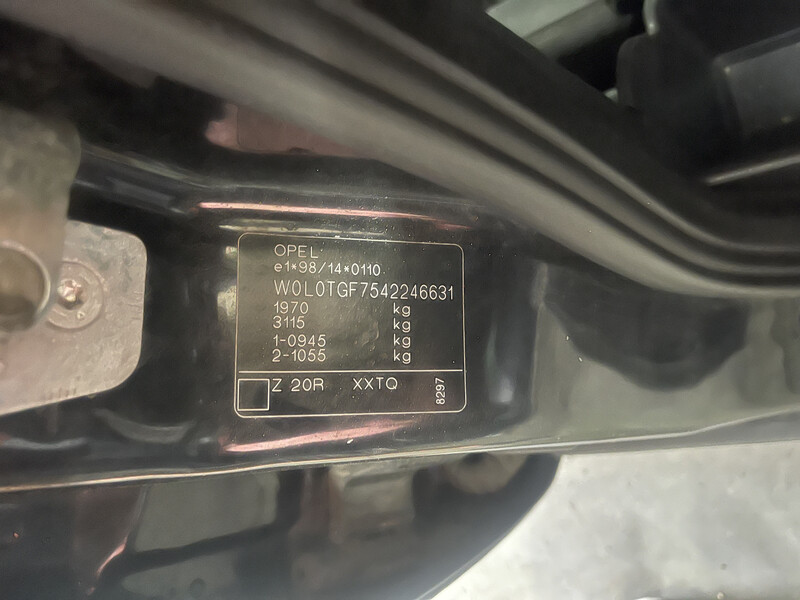 OPEL
e1*98/14*0110
W0L0TGF7542246631
1970 kg
3115 kg
1-0945 kg
2-1055 kg
Z 20R XXTQ
8297